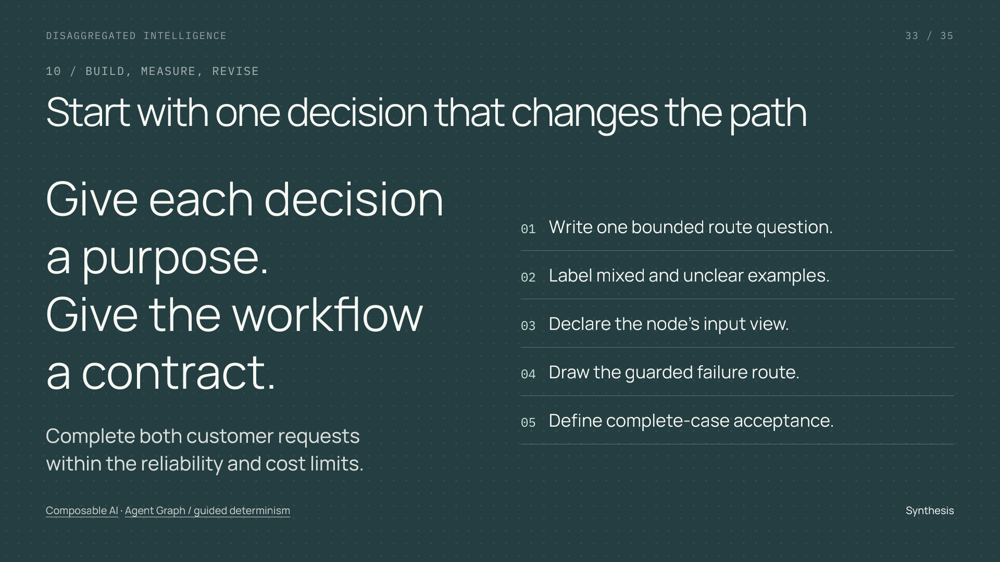 DISAGGREGATED INTELLIGENCE
33 / 35
10 / BUILD, MEASURE, REVISE
Start with one decision that changes the path
Give each decision
a purpose.
Give the workflow
a contract.
Complete both customer requests
within the reliability and cost limits.
01 Write one bounded route question.
02 Label mixed and unclear examples.
03 Declare the node’s input view.
04 Draw the guarded failure route.
05 Define complete-case acceptance.
Composable AI · Agent Graph / guided determinism
Synthesis